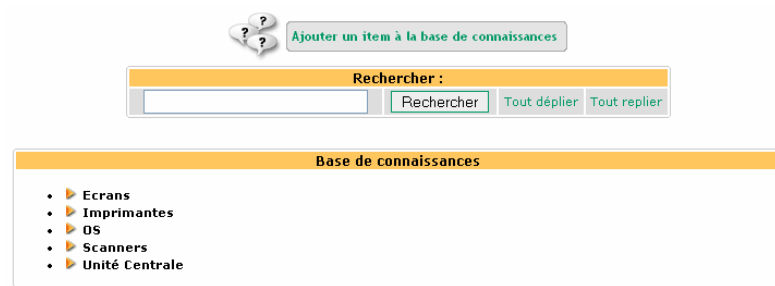 ? ? ?
Ajouter un item à la base de connaissances
Rechercher :
Rechercher Tout déplier Tout replier
Base de connaissances
• Ecrans
• Imprimantes
• OS
• Scanners
• Unité Centrale